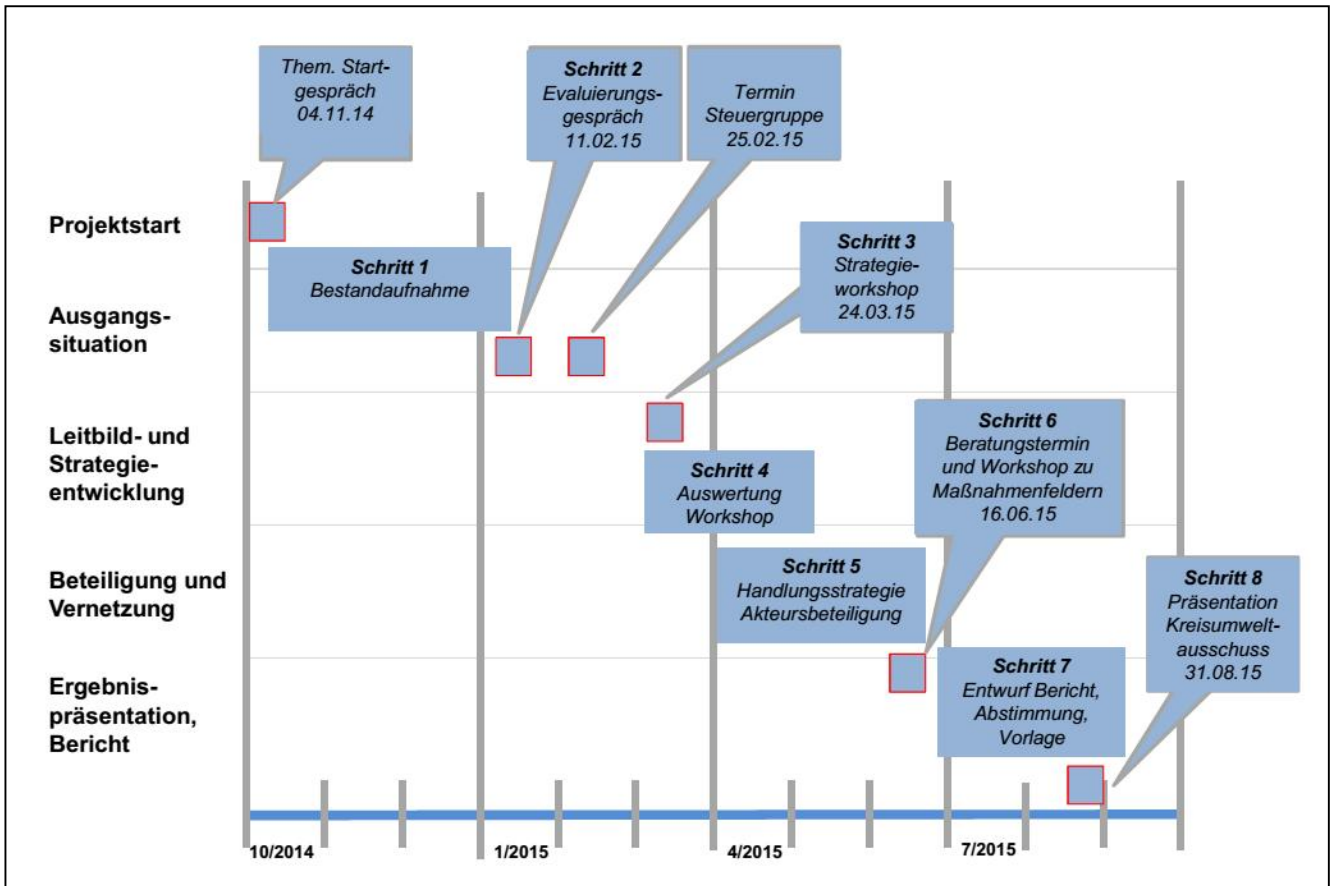 Them. Start-
gespräch
04.11.14
Schritt 2
Evaluierungs-
gespräch
11.02.15
Termin
Steuergruppe
25.02.15
Projektstart
Schritt 1
Bestandaufnahme
Schritt 3
Strategie-
workshop
24.03.15
Ausgangs-
situation
Leitbild- und
Strategie-
entwicklung
Schritt 4
Auswertung
Workshop
Schritt 6
Beratungstermin
und Workshop zu
Maßnahmenfeldern
16.06.15
Beteiligung und
Vernetzung
Schritt 5
Handlungsstrategie
Akteursbeteiligung
Schritt 8
Präsentation
Kreisumwelt-
ausschuss
31.08.15
Ergebnis-
präsentation,
Bericht
Schritt 7
Entwurf Bericht,
Abstimmung,
Vorlage
10/2014
1/2015
4/2015
7/2015